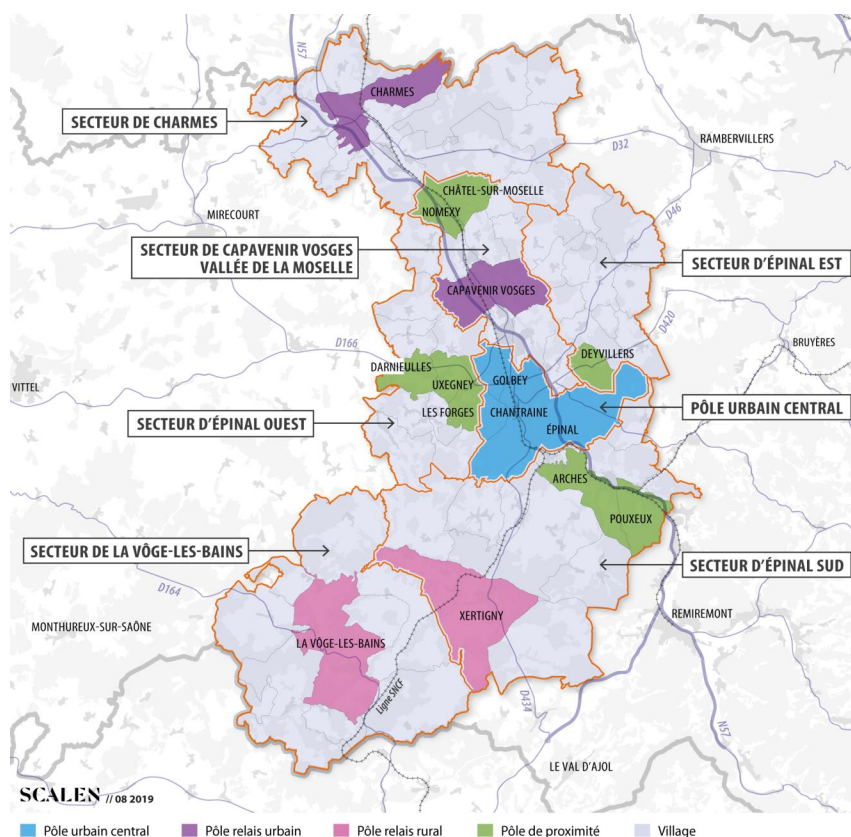 N57
CHARMES
SECTEUR DE CHARMES
D32
RAMBERVILLERS
CHÂTEL-SUR-MOSELLE
MIRECOURT
NOMEXY
D46
SECTEUR DE CAPAVENIR VOSGES
VALLÉE DE LA MOSELLE
SECTEUR D'ÉPINAL EST
CAPAVENIR VOSGES
D420
D166
BRUYÈRES
DEYVILLERS
DARNIEULLES
GOLBEY
VITTEL
UXEGNEY
LES FORGES
CHANTRAINE
PÔLE URBAIN CENTRAL
SECTEUR D'ÉPINAL OUEST
ÉPINAL
ARCHES
POUXEUX
SECTEUR DE LA VÔGE-LES-BAINS
SECTEUR D'ÉPINAL SUD
D164
XERTIGNY
REMIREMONT
MONTHUREUX-SUR-SAÔNE
LA VÔGE-LES-BAINS
Ligne SNCF
D434
N57
LE VAL D'AJOL
SCALEN // 08 2019
Pôle urbain central
Pôle relais urbain
Pôle relais rural
Pôle de proximité
Village